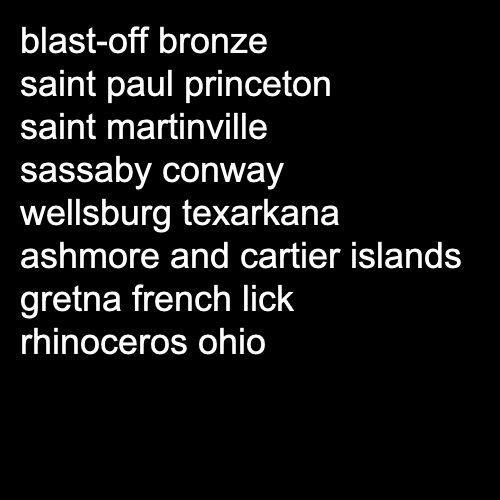 blast-off bronze
saint paul princeton
saint martinville
sassaby conway
wellsburg texarkana
ashmore and cartier islands
gretna french lick
rhinoceros ohio